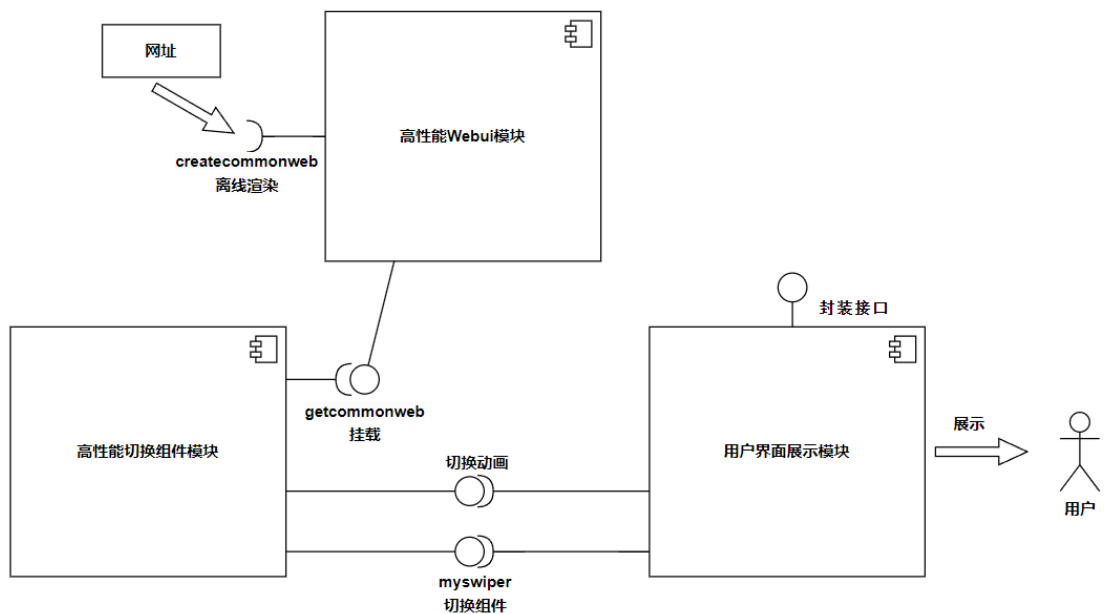 网址
高性能Webui模块
createcommonweb
离线渲染
封装接口
getcommonweb
挂载
高性能切换组件模块
用户界面展示模块
展示
切换动画
用户
myswiper
切换组件